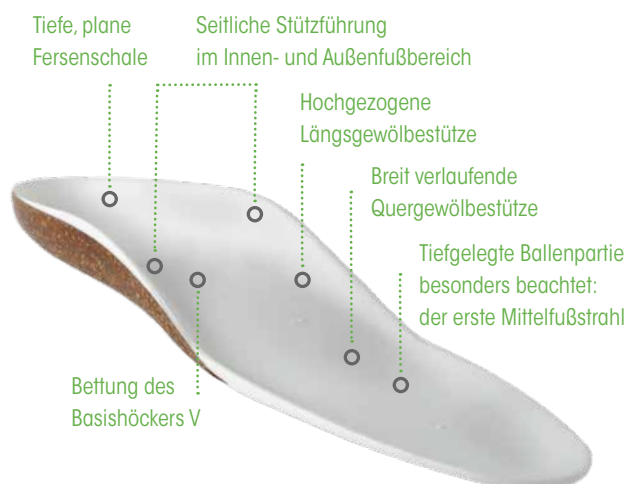 Tiefe, plane
Fersenschale
Seitliche Stützführung
im Innen- und Außenfußbereich
Hochgezogene
Längsgewölbestütze
Breit verlaufende
Quergewölbestütze
Tiefgelegte Ballenpartie
besonders beachtet:
der erste Mittelfußstrahl
Bettung des
Basishöckers V